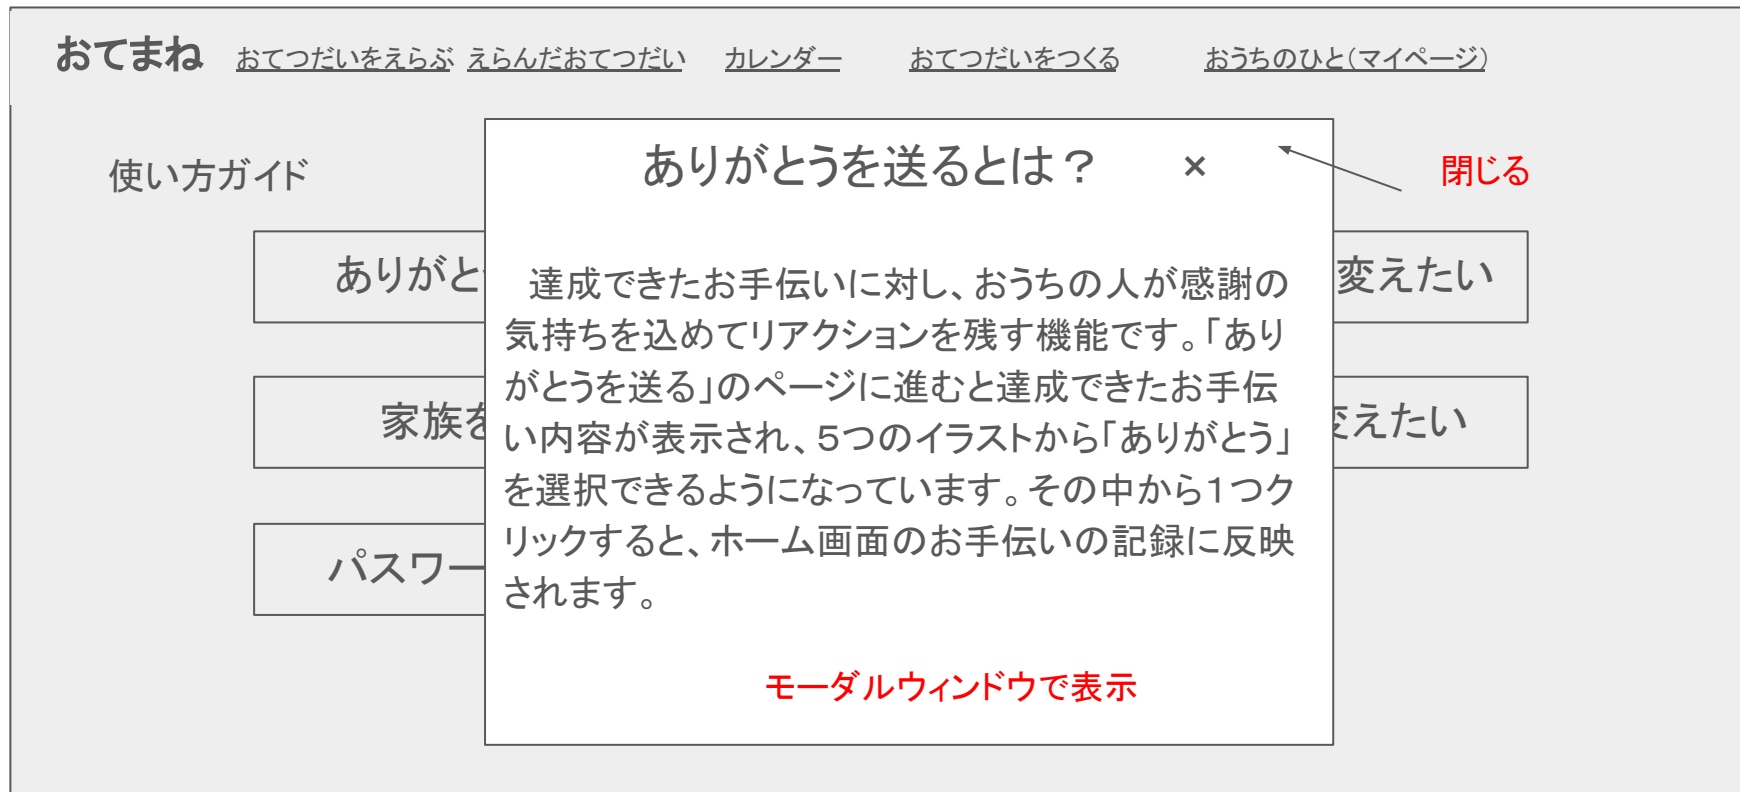 おてまね おてつだいをえらぶ えらんだおてつだい カレンダー おてつだいをつくる おうちのひと(マイページ)
使い方ガイド
ありがとうを送るとは？ ×
閉じる
ありがと
変えたい
家族を
変えたい
パスワー
達成できたお手伝いに対し、おうちの人が感謝の
気持ちを込めてリアクションを残す機能です。「あり
がとうを送る」のページに進むと達成できたお手伝
い内容が表示され、５つのイラストから「ありがとう」
を選択できるようになっています。その中から１つク
リックすると、ホーム画面のお手伝いの記録に反映
されます。
モーダルウィンドウで表示